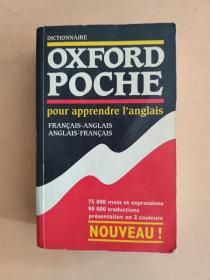 DICTIONNAIRE
OXFORD
POCHE
pour apprendre l'anglais
FRANÇAIS-ANGLAIS
ANGLAIS-FRANÇAIS
75 000 mots et expressions
90 000 traductions
présentation en 2 couleurs
NOUVEAU !